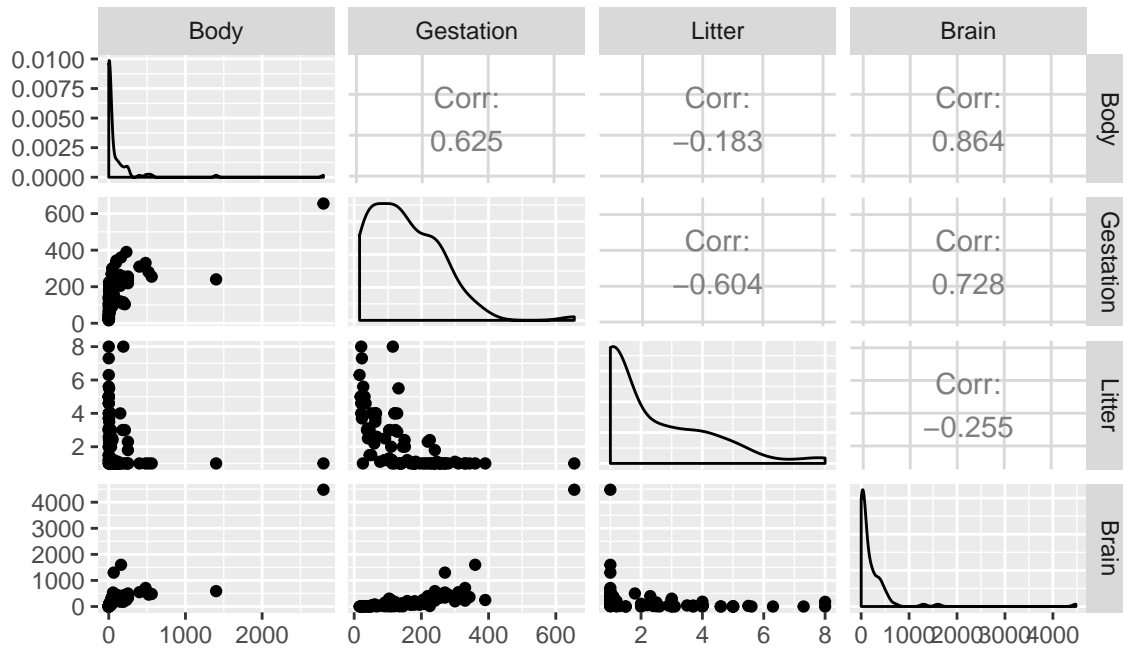 Body Gestation Litter Brain
0.0100
0.0075
0.0050
0.0025
0.0000
Corr:
0.625
Corr:
−0.183
Corr:
0.864
Body
600
400
200
0
Corr:
−0.604
Corr:
0.728
Gestation
8
6
4
2
Corr:
−0.255
Litter
4000
3000
2000
1000
0
Brain
0 1000 2000
0 200 400 600
2 4 6 8
0 1000 2000 3000 4000